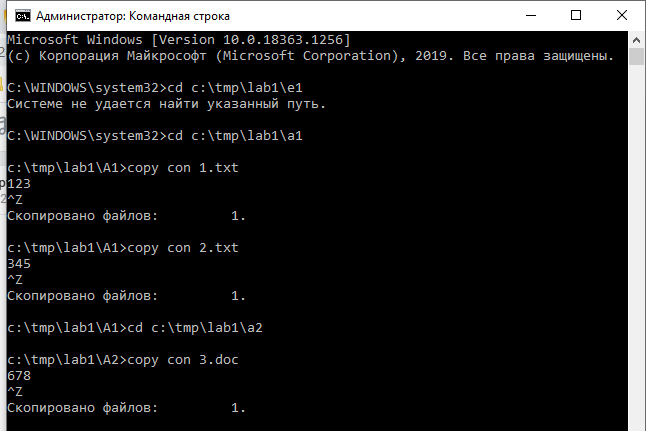 Администратор: Командная строка
Microsoft Windows [Version 10.0.18363.1256]
(c) Корпорация Майкрософт (Microsoft Corporation), 2019. Все права защищены.
C:\WINDOWS\system32>cd c:\tmp\lab1\e1
Системе не удается найти указанный путь.
C:\WINDOWS\system32>cd c:\tmp\lab1\a1
c:\tmp\lab1\A1>copy con 1.txt
123
^Z
Скопировано файлов:         1.
c:\tmp\lab1\A1>copy con 2.txt
345
^Z
Скопировано файлов:         1.
c:\tmp\lab1\A1>cd c:\tmp\lab1\a2
c:\tmp\lab1\A2>copy con 3.doc
678
^Z
Скопировано файлов:         1.